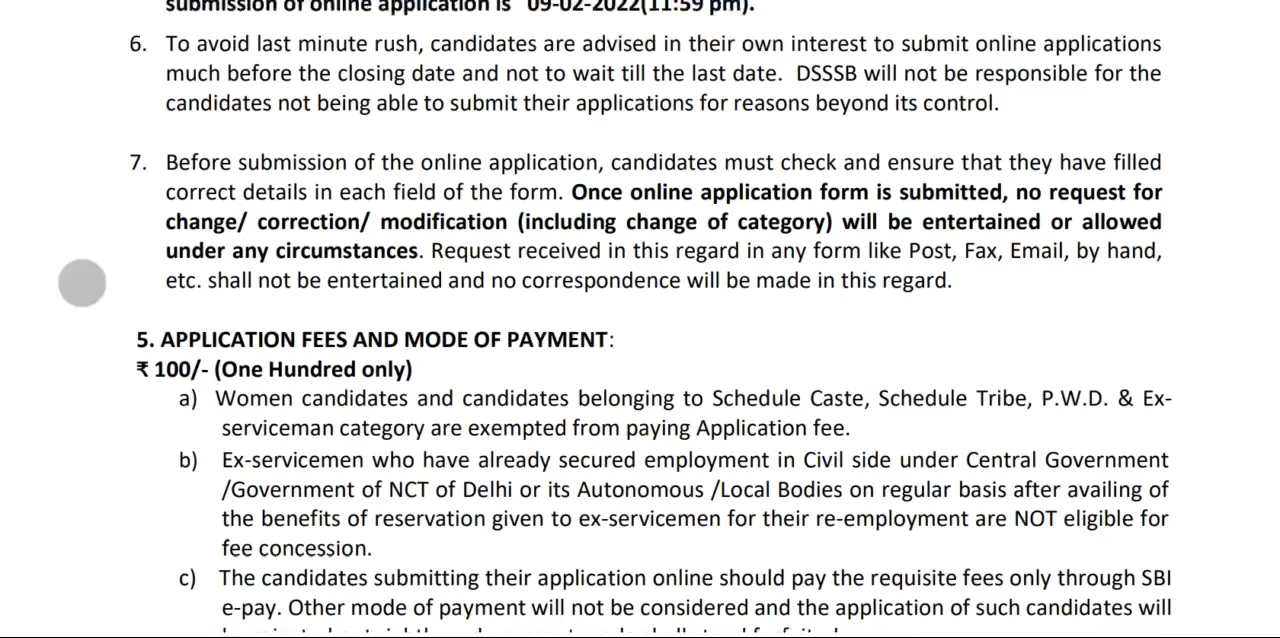 submission of online application is "09-02-2022(11:59 pm).
6. To avoid last minute rush, candidates are advised in their own interest to submit online applications
much before the closing date and not to wait till the last date. DSSSB will not be responsible for the
candidates not being able to submit their applications for reasons beyond its control.
7. Before submission of the online application, candidates must check and ensure that they have filled
correct details in each field of the form. Once online application form is submitted, no request for
change/ correction/ modification (including change of category) will be entertained or allowed
under any circumstances. Request received in this regard in any form like Post, Fax, Email, by hand,
etc. shall not be entertained and no correspondence will be made in this regard.
5. APPLICATION FEES AND MODE OF PAYMENT:
₹ 100/- (One Hundred only)
a) Women candidates and candidates belonging to Schedule Caste, Schedule Tribe, P.W.D. & Ex-
serviceman category are exempted from paying Application fee.
b) Ex-servicemen who have already secured employment in Civil side under Central Government
/Government of NCT of Delhi or its Autonomous /Local Bodies on regular basis after availing of
the benefits of reservation given to ex-servicemen for their re-employment are NOT eligible for
fee concession.
c) The candidates submitting their application online should pay the requisite fees only through SBI
e-pay. Other mode of payment will not be considered and the application of such candidates will